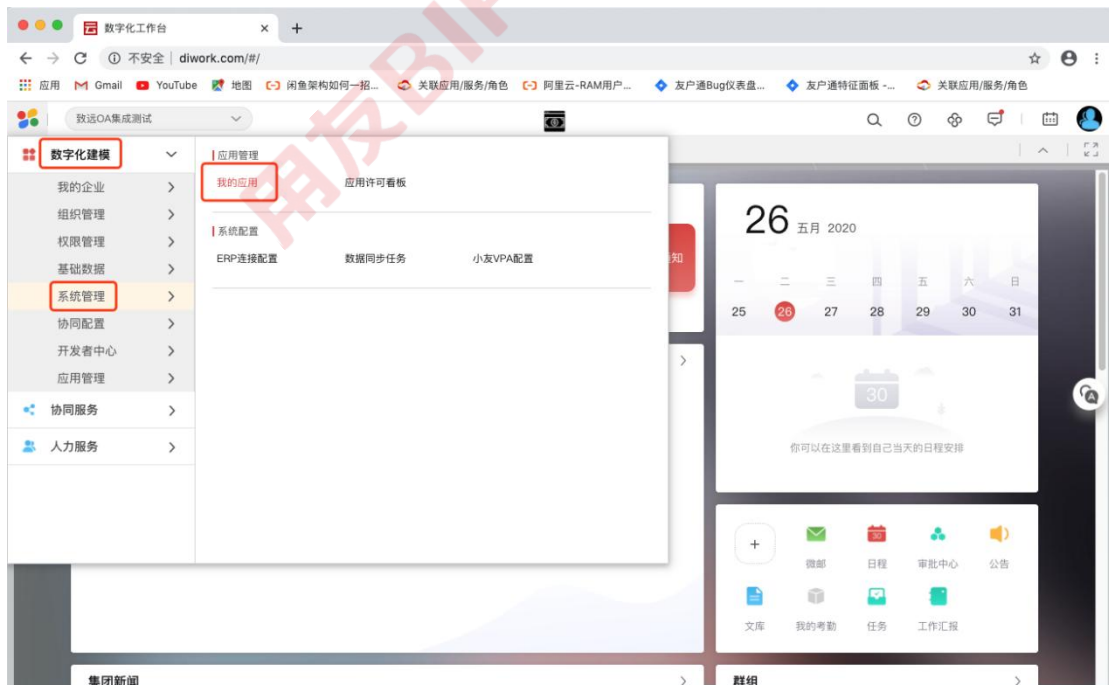 数字化工作台
不安全 | diwork.com/#/
应用 Gmail YouTube 地图 闲鱼架构如何一招... 关联应用/服务/角色 阿里云-RAM用户... 友户通Bug仪表盘... 友户通特征面板 -... 关联应用/服务/角色
致远OA集成测试
数字化建模
我的企业
组织管理
权限管理
基础数据
系统管理
协同配置
开发者中心
应用管理
协同服务
人力服务
应用管理
我的应用 应用许可看板
系统配置
ERP连接配置 数据同步任务 小友VPA配置
知
26 五月 2020
一 二 三 四 五 六 日
25 26 27 28 29 30 31
30
你可以在这里看到自己当天的日程安排
30
微邮 日程 审批中心 公告
文库 我的考勤 任务 工作汇报
集团新闻
群组
用友BIP